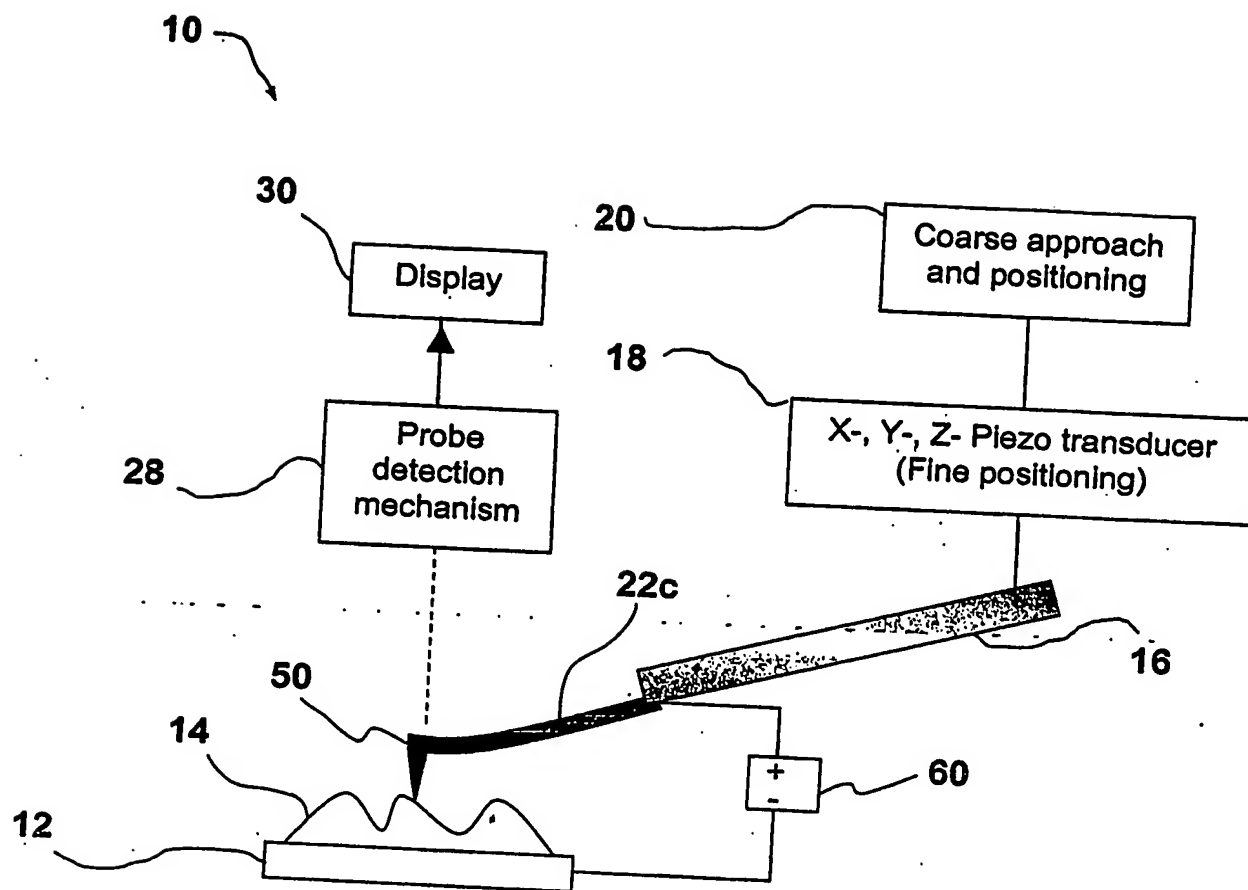 10
30
20
Coarse approach
and positioning
Display
18
X-, Y-, Z- Piezo transducer
(Fine positioning)
Probe
detection
mechanism
28
22c
16
50
14
+
-
60
12